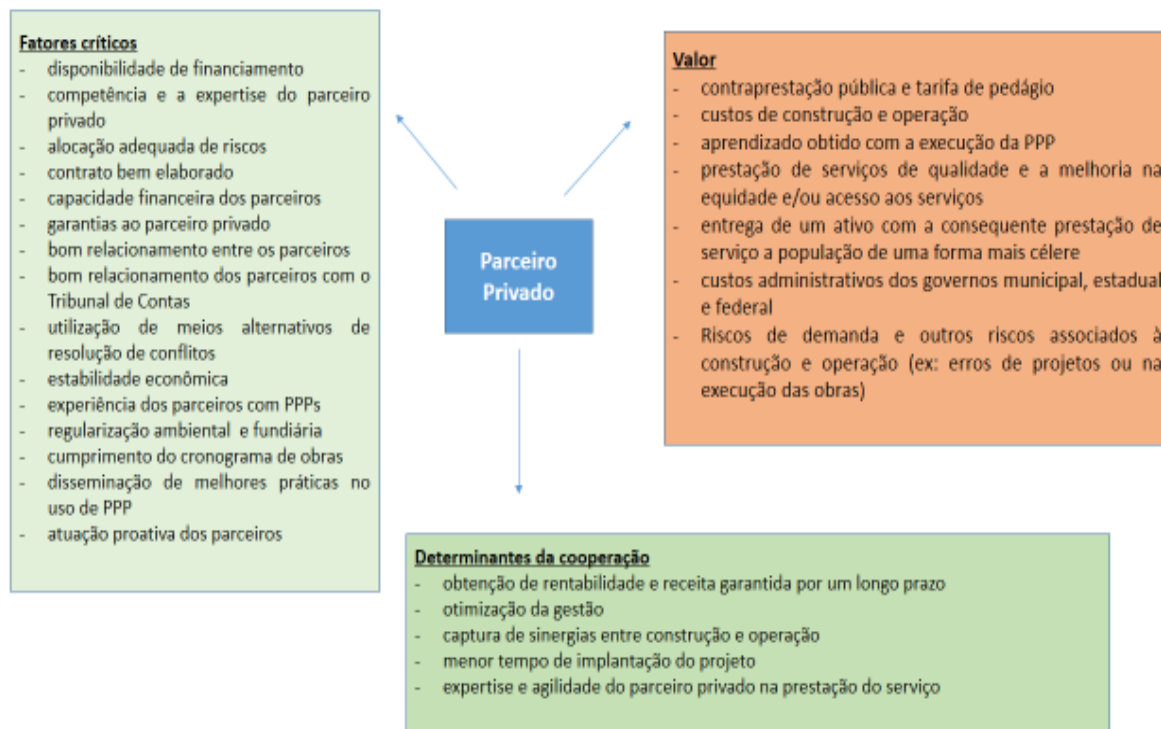 Fatores críticos
- disponibilidade de financiamento
- competência e a expertise do parceiro
privado
- alocação adequada de riscos
- contrato bem elaborado
- capacidade financeira dos parceiros
- garantias ao parceiro privado
- bom relacionamento entre os parceiros
- bom relacionamento dos parceiros com o
Tribunal de Contas
- utilização de meios alternativos de
resolução de conflitos
- estabilidade econômica
- experiência dos parceiros com PPPs
- regularização ambiental e fundiária
- cumprimento do cronograma de obras
- disseminação de melhores práticas no
uso de PPP
- atuação proativa dos parceiros
Valor
- contraprestação pública e tarifa de pedágio
- custos de construção e operação
- aprendizado obtido com a execução da PPP
- prestação de serviços de qualidade e a melhoria na
equidade e/ou acesso aos serviços
- entrega de um ativo com a consequente prestação de
serviço a população de uma forma mais célere
- custos administrativos dos governos municipal, estadual
e federal
- Riscos de demanda e outros riscos associados à
construção e operação (ex: erros de projetos ou na
execução das obras)
Parceiro
Privado
Determinantes da cooperação
- obtenção de rentabilidade e receita garantida por um longo prazo
- otimização da gestão
- captura de sinergias entre construção e operação
- menor tempo de implantação do projeto
- expertise e agilidade do parceiro privado na prestação do serviço